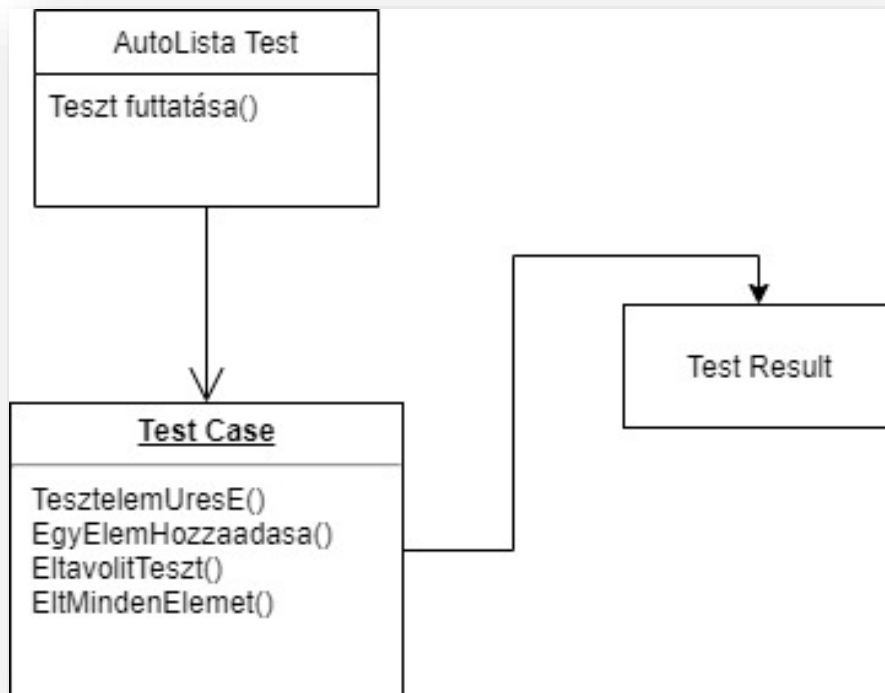 AutoLista Test
Teszt futtatása()
Test Case
TesztelemUresE()
EgyElemHozzaadasa()
EltavolitTeszt()
EltMindenElemet()
Test Result